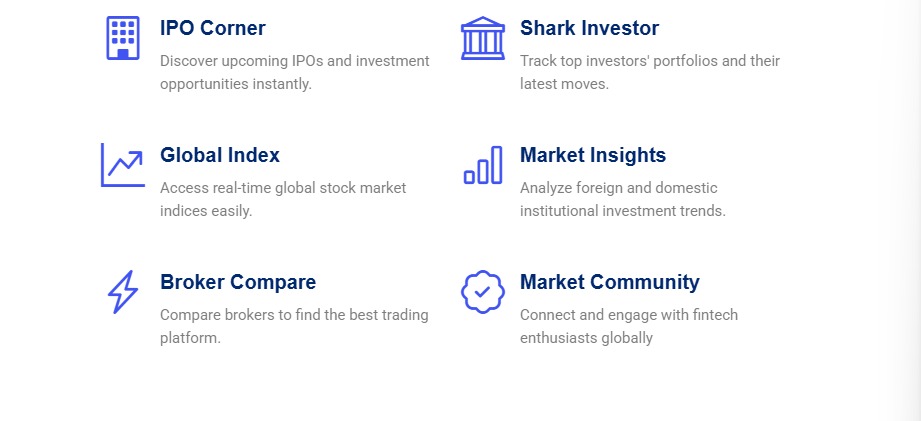 IPO Corner
Discover upcoming IPOs and investment
opportunities instantly.
Shark Investor
Track top investors' portfolios and their
latest moves.
Global Index
Access real-time global stock market
indices easily.
Market Insights
Analyze foreign and domestic
institutional investment trends.
Broker Compare
Compare brokers to find the best trading
platform.
Market Community
Connect and engage with fintech
enthusiasts globally